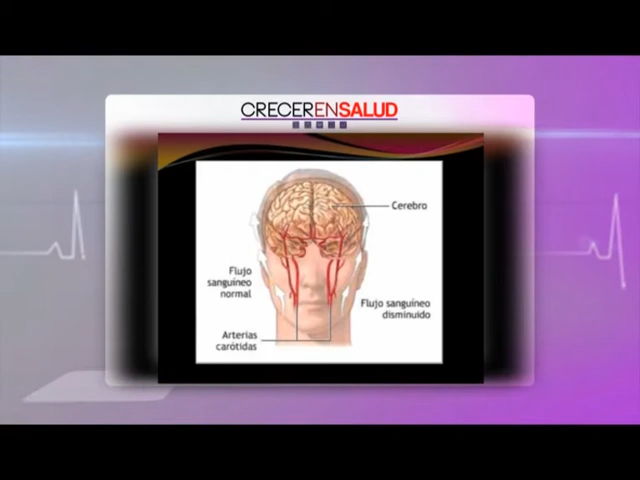 CRECERENSALUD
Cerebro
Flujo
sanguíneo
normal
Flujo sanguíneo
disminuido
Arterias
carótidas